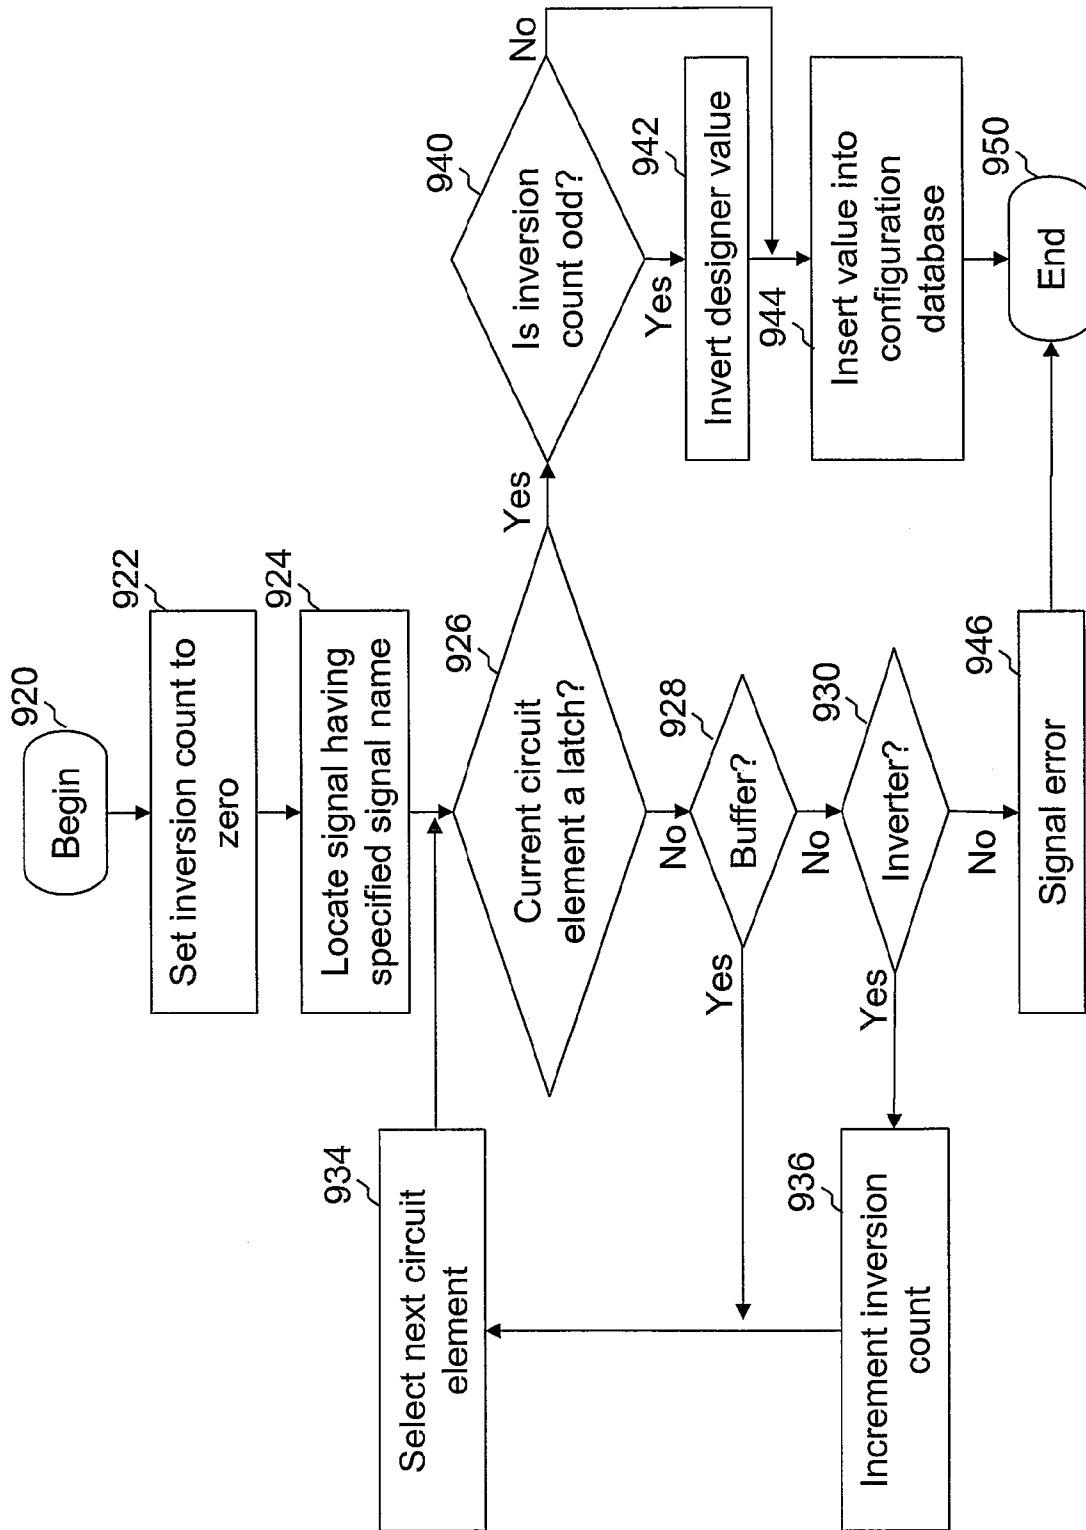 920
Begin
922
Set inversion count to
zero
924
Locate signal having
specified signal name
926
Current circuit
element a latch?
Yes
No
928
Buffer?
Yes
No
930
Inverter?
Yes
No
934
Select next circuit
element
936
Increment inversion
count
940
Is inversion
count odd?
No
Yes
942
Invert designer value
944
Insert value into
configuration
database
946
Signal error
950
End